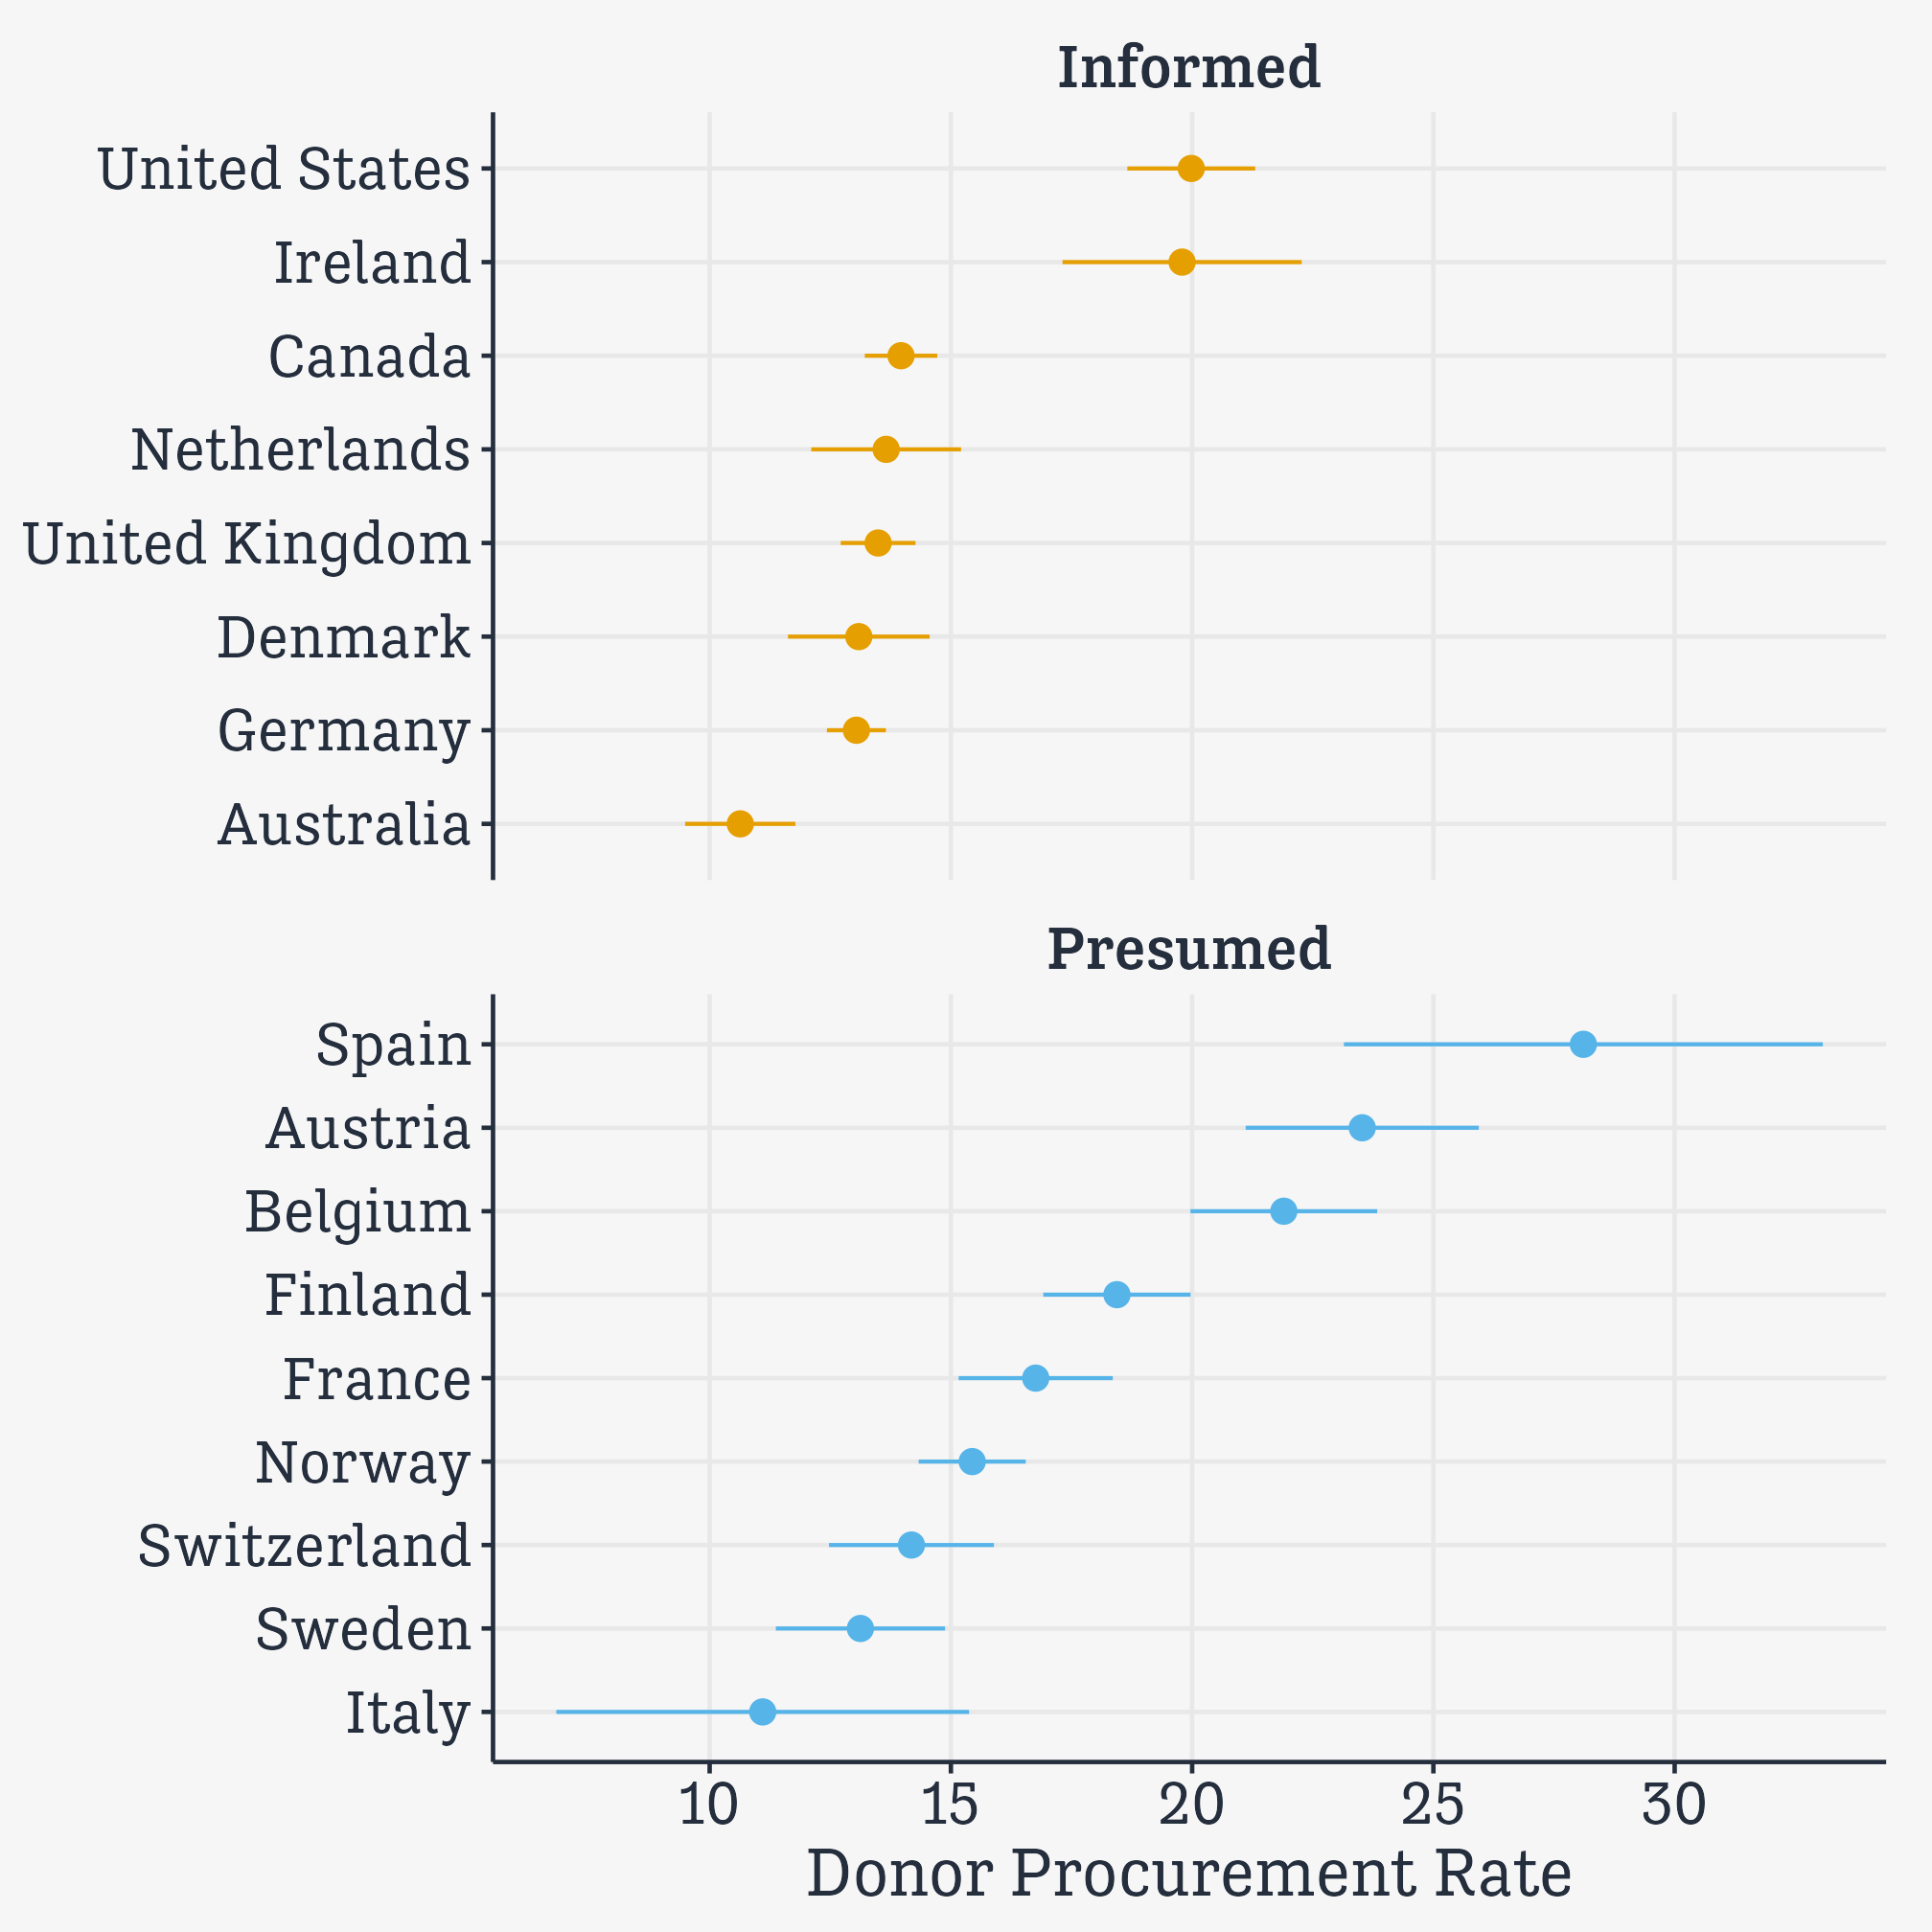 Informed
United States
Ireland
Canada
Netherlands
United Kingdom
Denmark
Germany
Australia
Presumed
Spain
Austria
Belgium
Finland
France
Norway
Switzerland
Sweden
Italy
10 15 20 25 30
Donor Procurement Rate